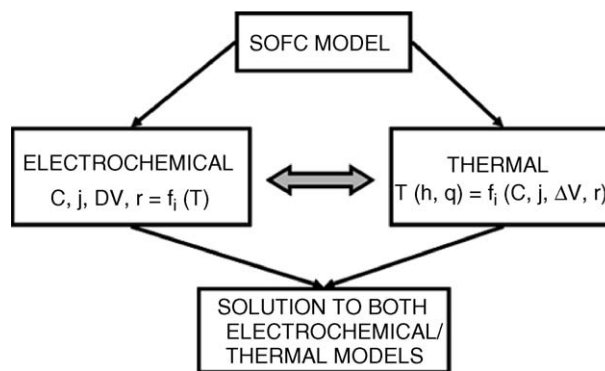 SOFC MODEL
ELECTROCHEMICAL
C, j, DV, r = fi (T)
THERMAL
T (h, q) = fi (C, j, ΔV, r)
SOLUTION TO BOTH
ELECTROCHEMICAL/
THERMAL MODELS